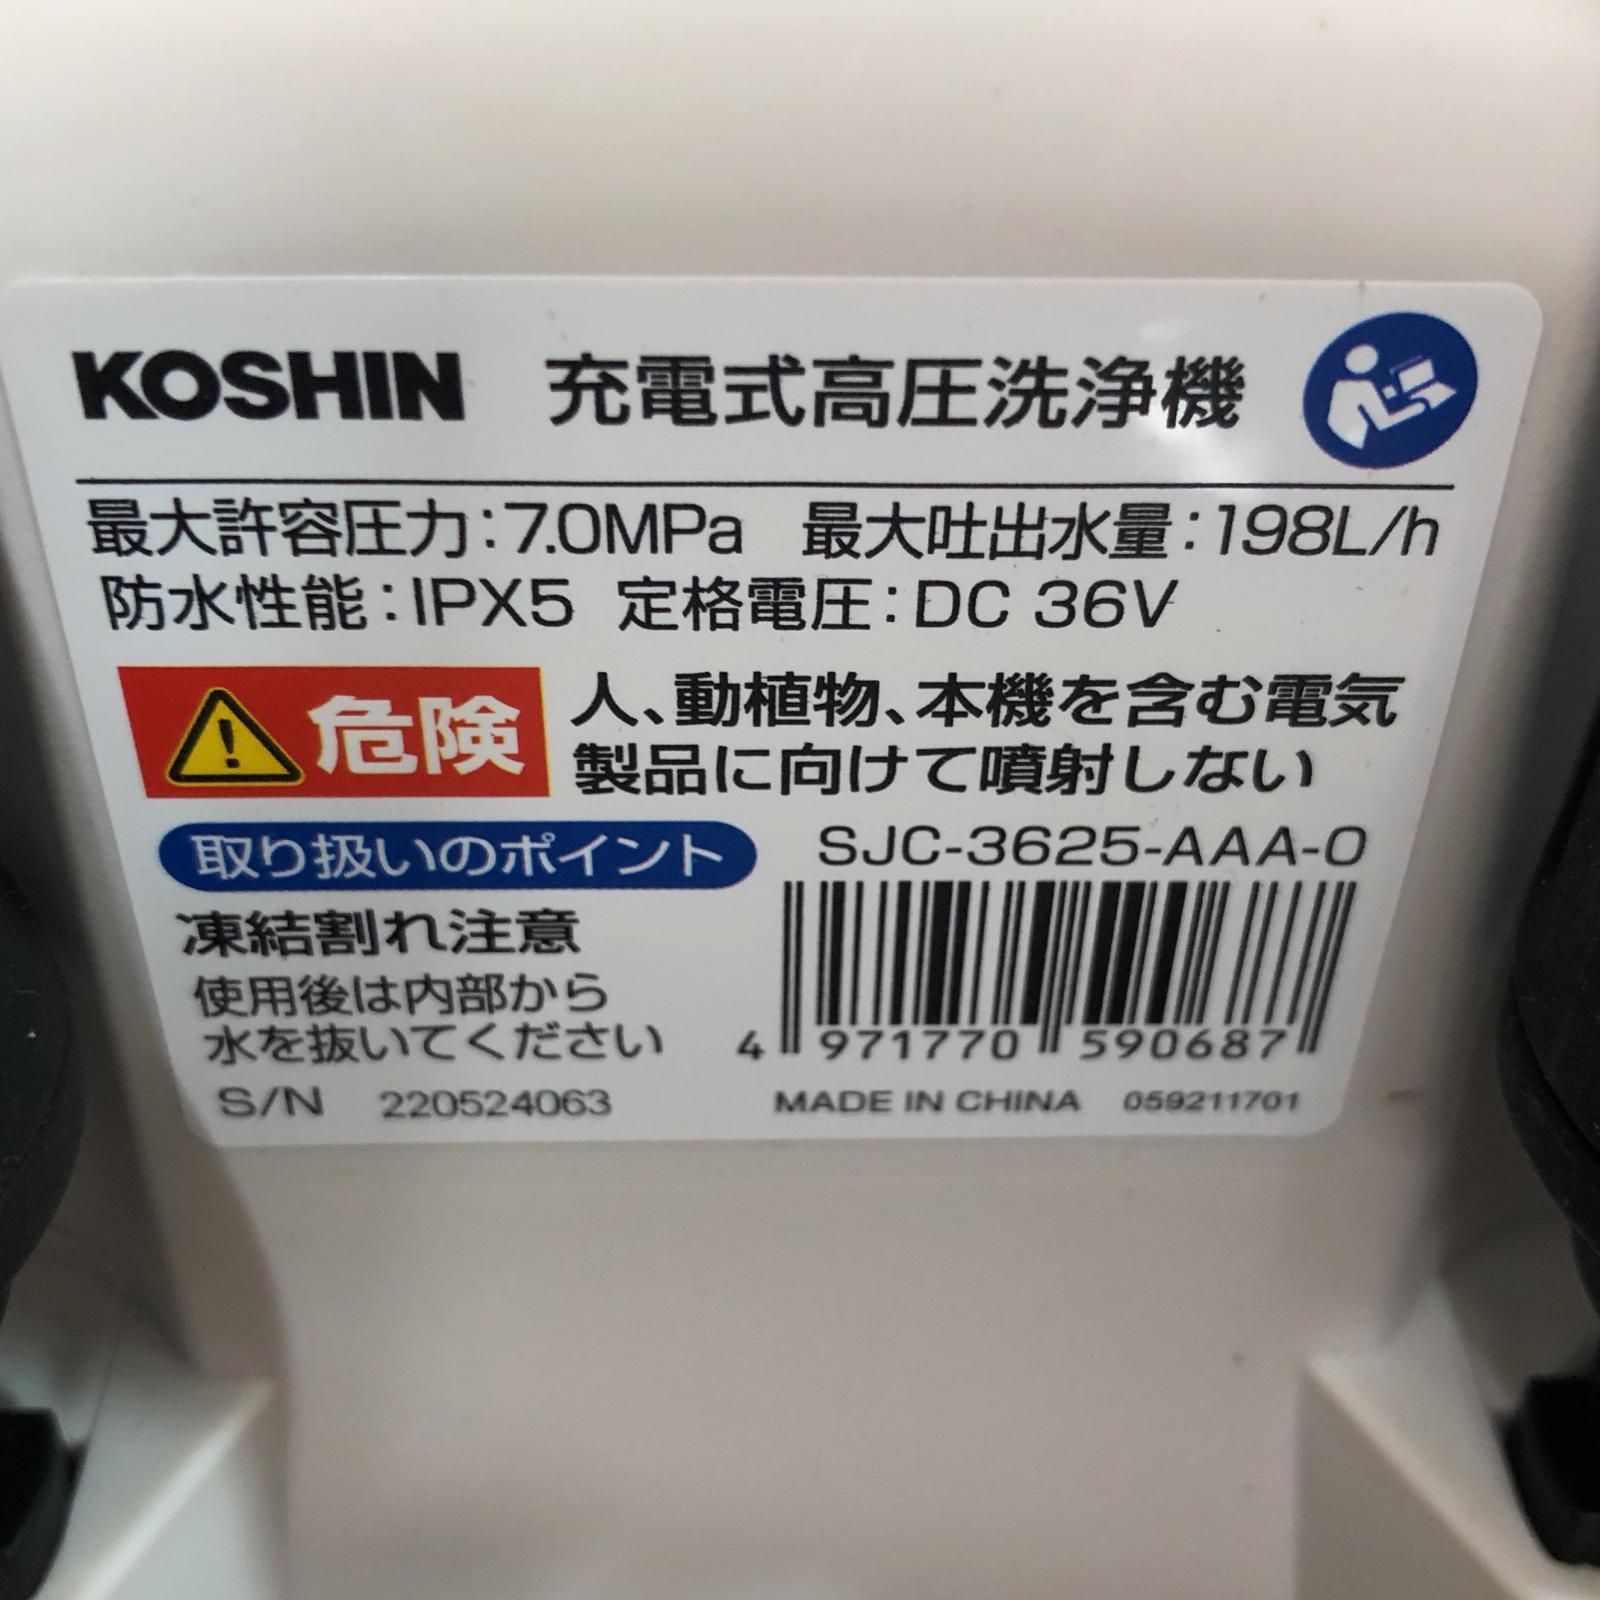 KOSHIN 充電式高圧洗浄機
最大許容圧力:7.0MPa 最大吐出水量:198L/h
防水性能:IPX5 定格電圧:DC 36V
危険 人、動植物、本機を含む電気
製品に向けて噴射しない
取り扱いのポイント
凍結割れ注意
使用後は内部から
水を抜いてください
S/N 220524063
SJC-3625-AAA-0
4 971770 590687
MADE IN CHINA 059211701